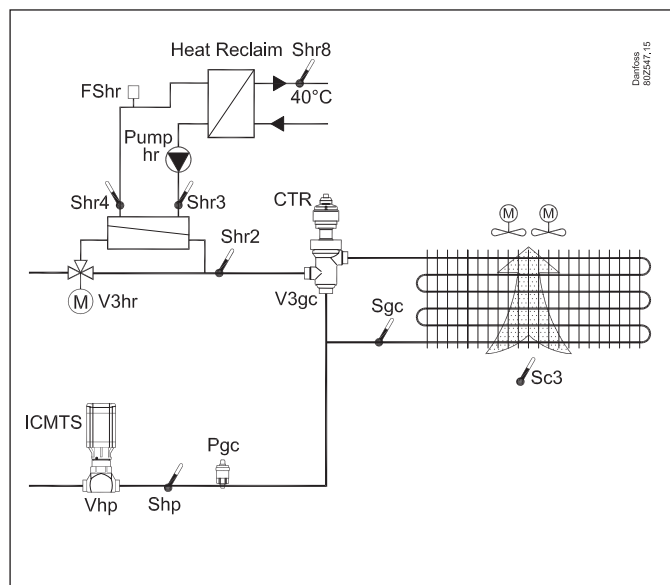 Danfoss
80Z547.15
Heat Reclaim
Shr8
FShr
40°C
Pump
hr
Shr4
Shr3
CTR
M
M
Shr2
M
V3hr
V3gc
Sgc
Sc3
ICMTS
Pgc
Vhp
Shp